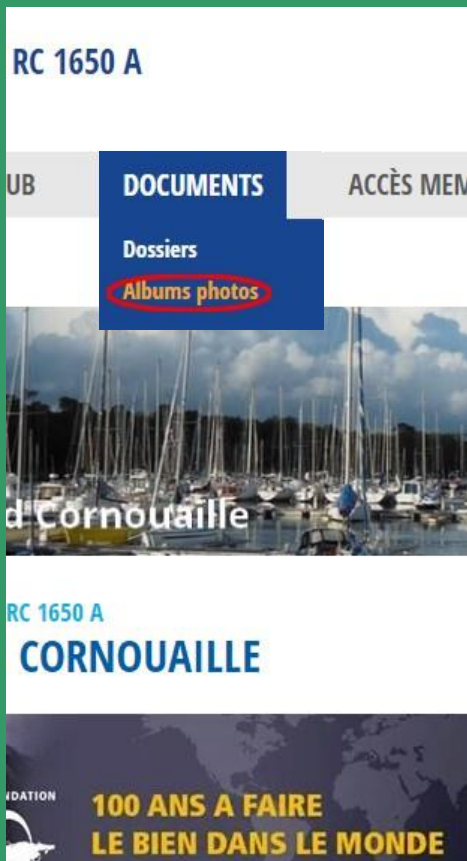 RC 1650 A
UB DOCUMENTS ACCÈS MEM
Dossiers
Albums photos
d Cornouaille
RC 1650 A
CORNOUAILLE
NDATION
100 ANS A FAIRE
LE BIEN DANS LE MONDE